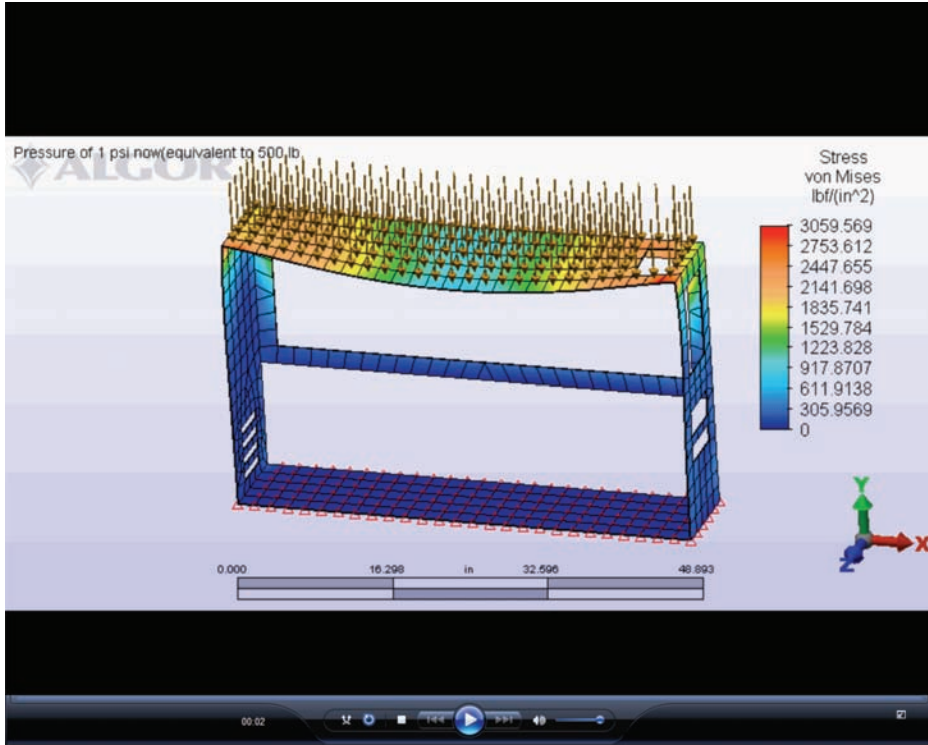 Pressure of 1 psi now(equivalent to 500 lb
ALGOR
Stress
von Mises
lbf/(in^2)
3059.569
2753.612
2447.655
2141.698
1835.741
1529.784
1223.828
917.8707
611.9138
305.9569
0
Y
X
Z
0.000 16.298 in 32.596 48.893
00:02